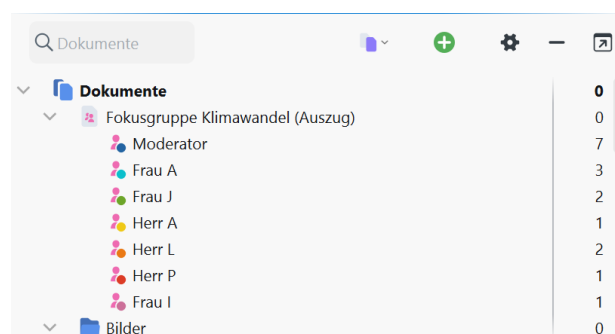 Dokumente
Dokumente 0
Fokusgruppe Klimawandel (Auszug) 0
Moderator 7
Frau A 3
Frau J 2
Herr A 1
Herr L 2
Herr P 1
Frau I 1
Bilder 0